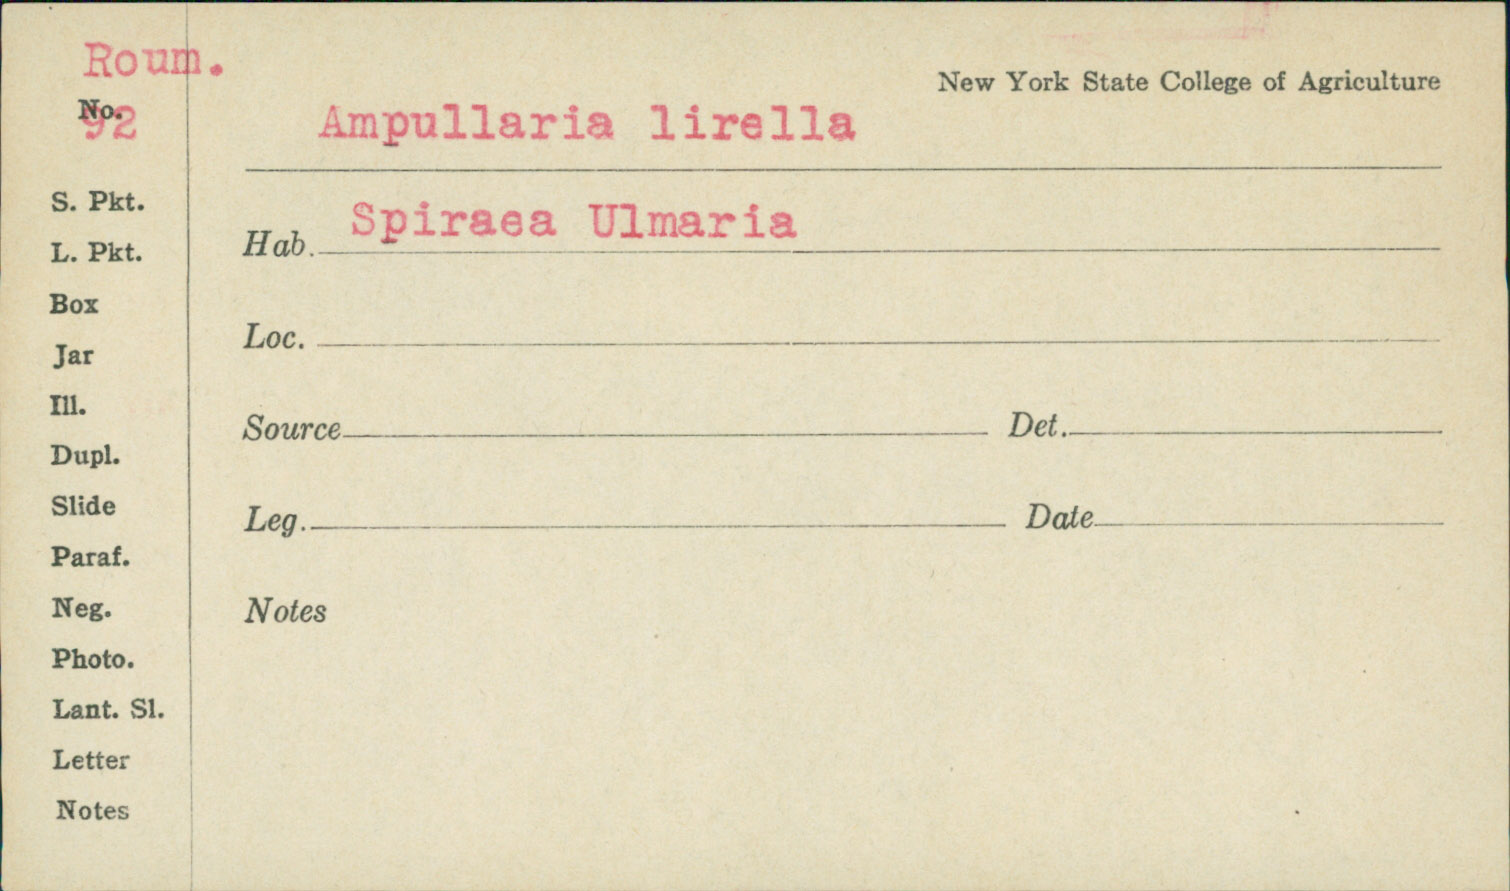 Roum.
New York State College of Agriculture
No.
92
Ampullaria lirella
S. Pkt.
Hab. Spiraea Ulmaria
L. Pkt.
Box
Loc.
Jar
Ill.
Source Det.
Dupl.
Slide
Leg. Date
Paraf.
Neg.
Notes
Photo.
Lant. Sl.
Letter
Notes